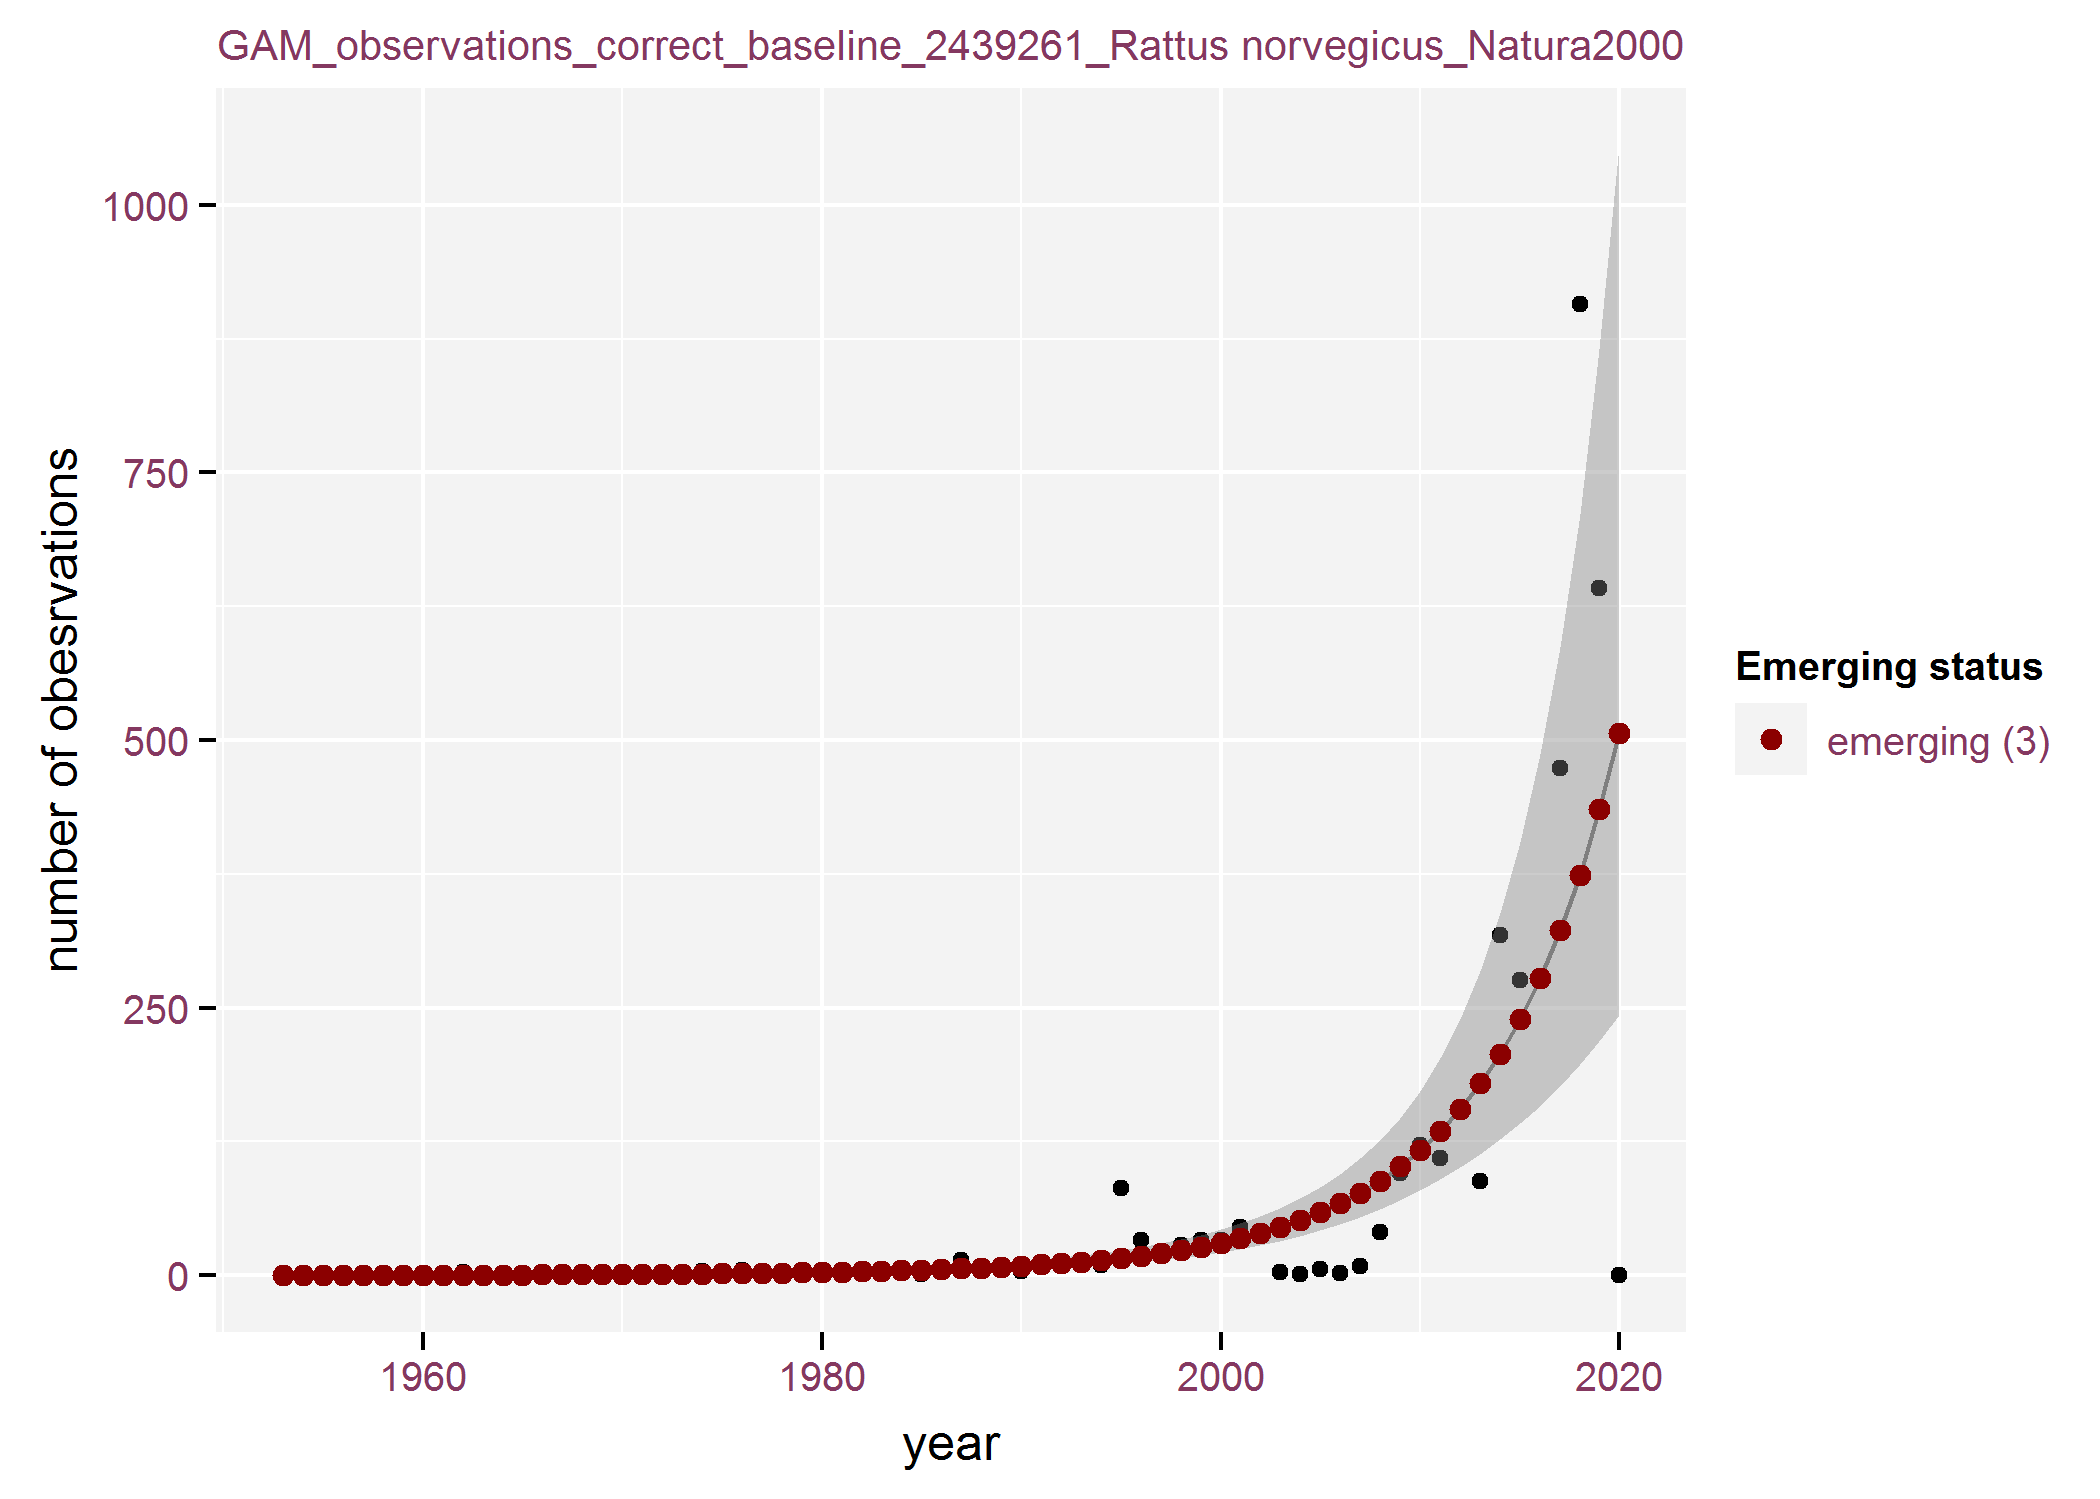 GAM_observations_correct_baseline_2439261_Rattus norvegicus_Natura2000
1000
750
500
250
0
number of obesrvations
1960
1980
2000
2020
year
Emerging status
emerging (3)